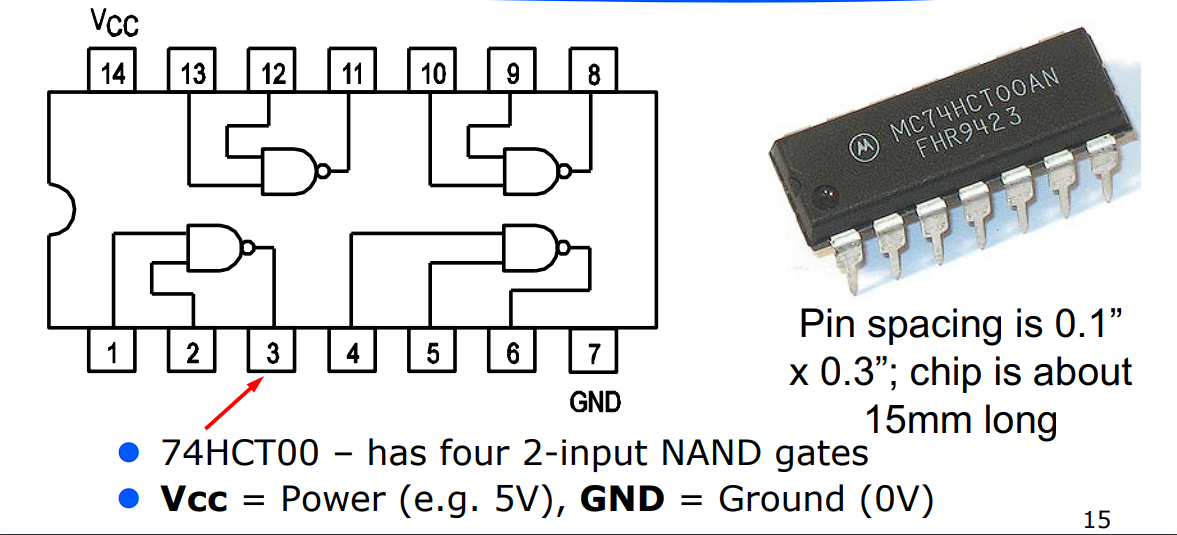 VCC
14 13 12 11 10 9 8
1 2 3 4 5 6 7
GND
MC74HCT00AN
FHR9423
Pin spacing is 0.1”
x 0.3”; chip is about
15mm long
74HCT00 – has four 2-input NAND gates
Vcc = Power (e.g. 5V), GND = Ground (0V)
15